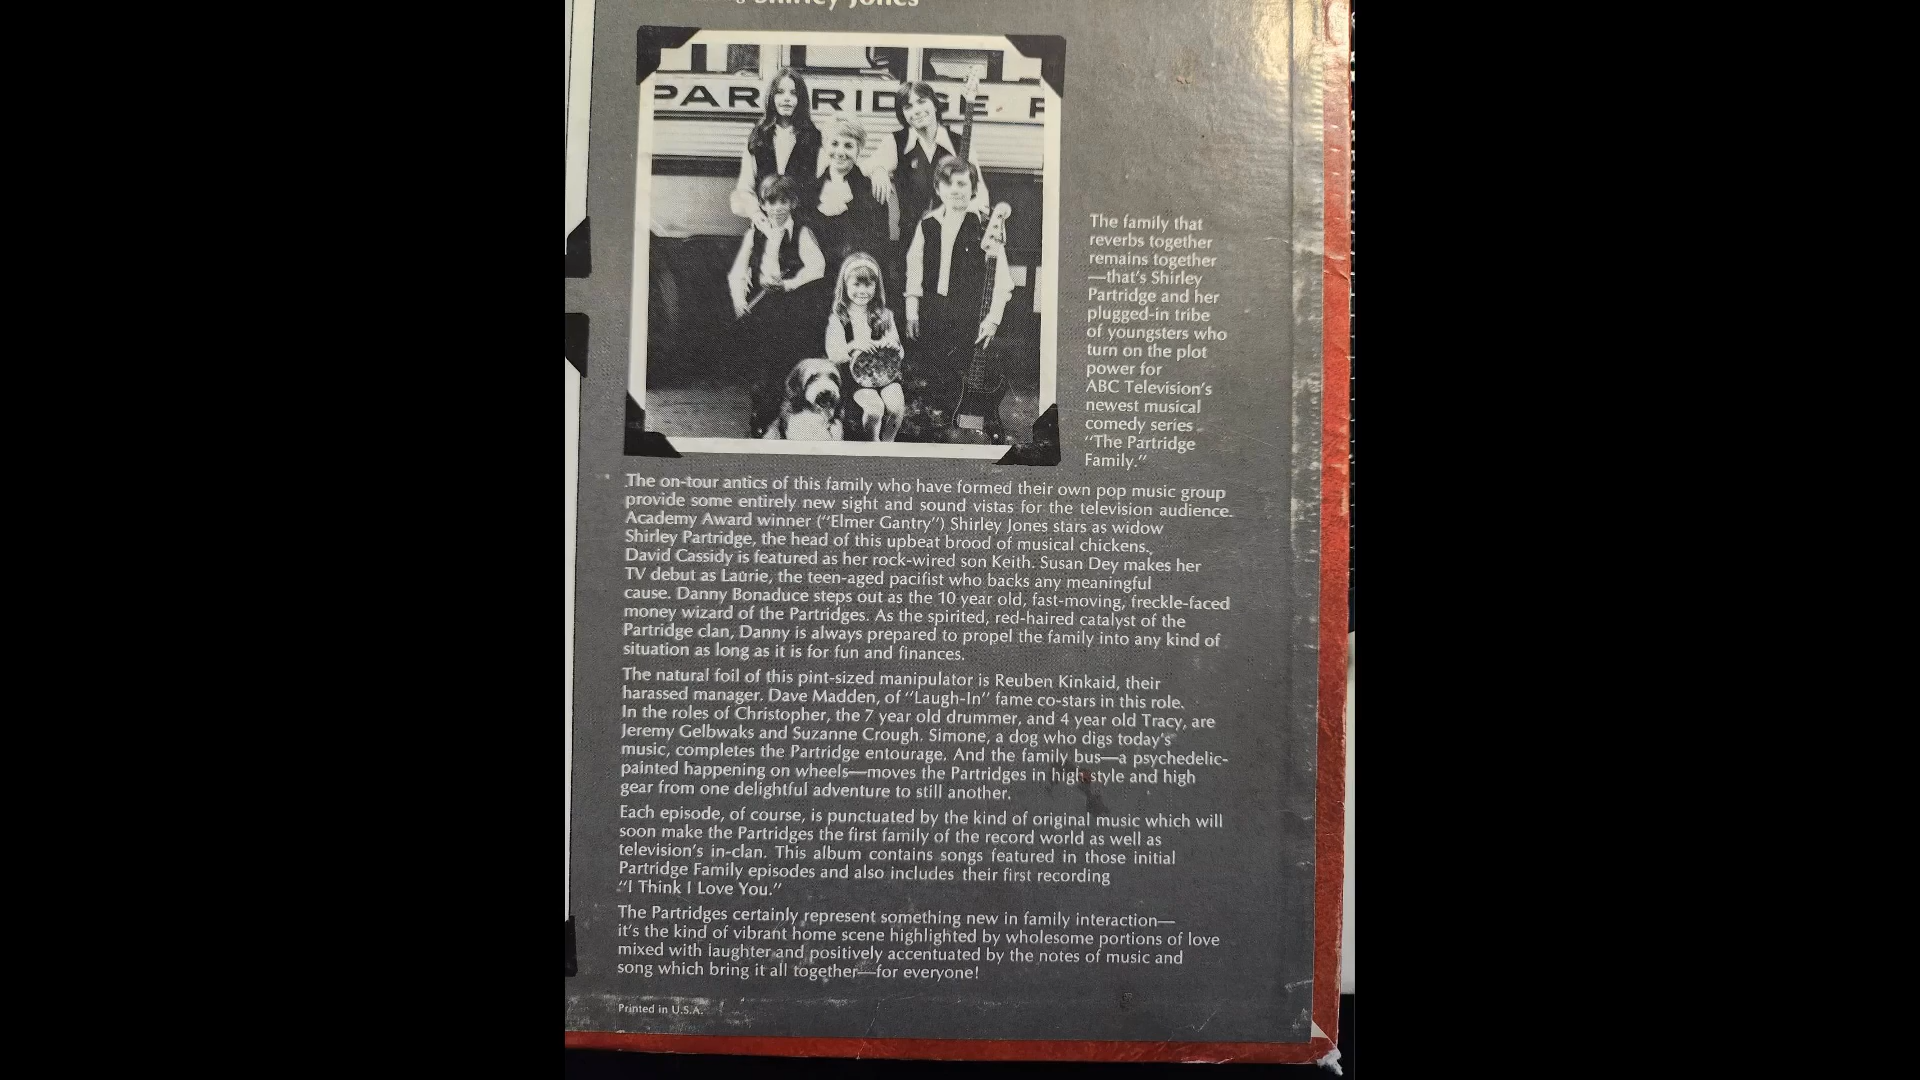 Shirley Jones
PARTRIDGE F
The family that
reverbs together
remains together
—that's Shirley
Partridge and her
plugged-in tribe
of youngsters who
turn on the plot
power for
ABC Television's
newest musical
comedy series
"The Partridge
Family."
The on-tour antics of this family who have formed their own pop music group
provide some entirely new sight and sound vistas for the television audience.
Academy Award winner ("Elmer Gantry") Shirley Jones stars as widow
Shirley Partridge, the head of this upbeat brood of musical chickens.
David Cassidy is featured as her rock-wired son Keith. Susan Dey makes her
TV debut as Laurie, the teen-aged pacifist who backs any meaningful
cause. Danny Bonaduce steps out as the 10 year old, fast-moving, freckle-faced
money wizard of the Partridges. As the spirited, red-haired catalyst of the
Partridge clan, Danny is always prepared to propel the family into any kind of
situation as long as it is for fun and finances.
The natural foil of this pint-sized manipulator is Reuben Kinkaid, their
harassed manager. Dave Madden, of "Laugh-In" fame co-stars in this role.
In the roles of Christopher, the 7 year old drummer, and 4 year old Tracy, are
Jeremy Gelbwaks and Suzanne Crough. Simone, a dog who digs today's
music, completes the Partridge entourage. And the family bus—a psychedelic-
painted happening on wheels—moves the Partridges in high style and high
gear from one delightful adventure to still another.
Each episode, of course, is punctuated by the kind of original music which will
soon make the Partridges the first family of the record world as well as
television's in-clan. This album contains songs featured in those initial
Partridge Family episodes and also includes their first recording
"I Think I Love You."
The Partridges certainly represent something new in family interaction—
it's the kind of vibrant home scene highlighted by wholesome portions of love
mixed with laughter and positively accentuated by the notes of music and
song which bring it all together—for everyone!
Printed in U.S.A.